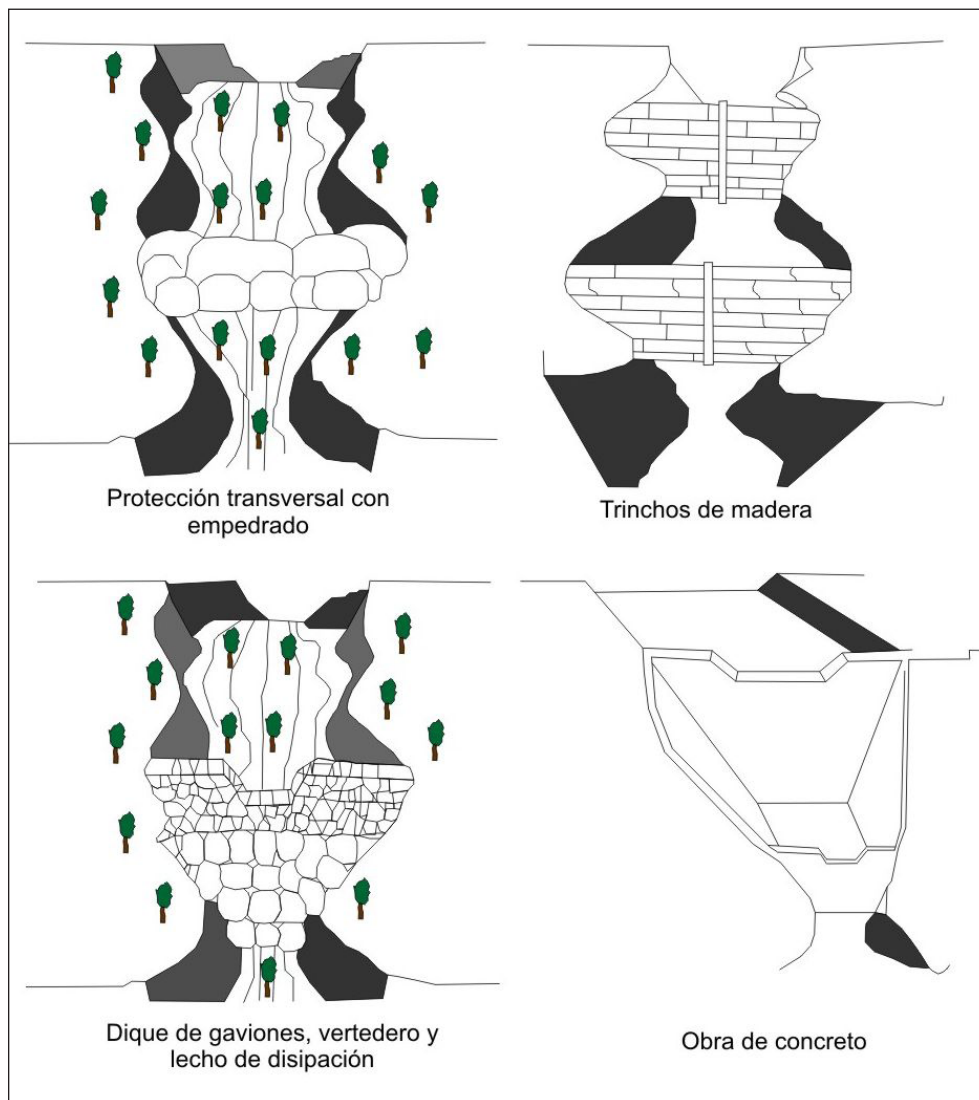 Protección transversal con
empedrado
Trinchos de madera
Dique de gaviones, vertedero y
lecho de disipación
Obra de concreto